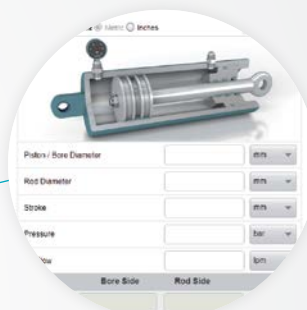 Metric Inches
Piston / Bore Diameter mm
Rod Diameter mm
Stroke mm
Pressure bar
lpm
Bore Side Rod Side